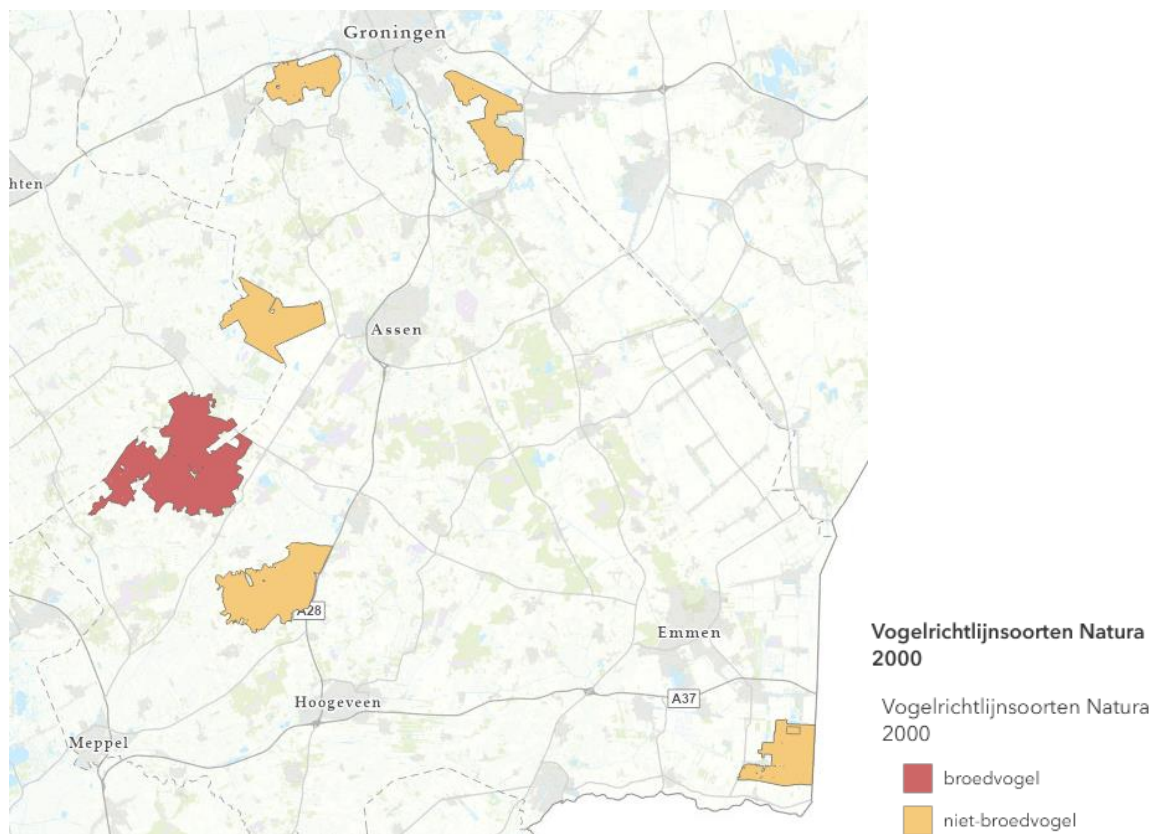 Groningen
hten
Assen
A28
Emmen
Hoogeveen
A37
Meppel
Vogelrichtlijnsoorten Natura
2000
Vogelrichtlijnsoorten Natura
2000
broedvogel
niet-broedvogel